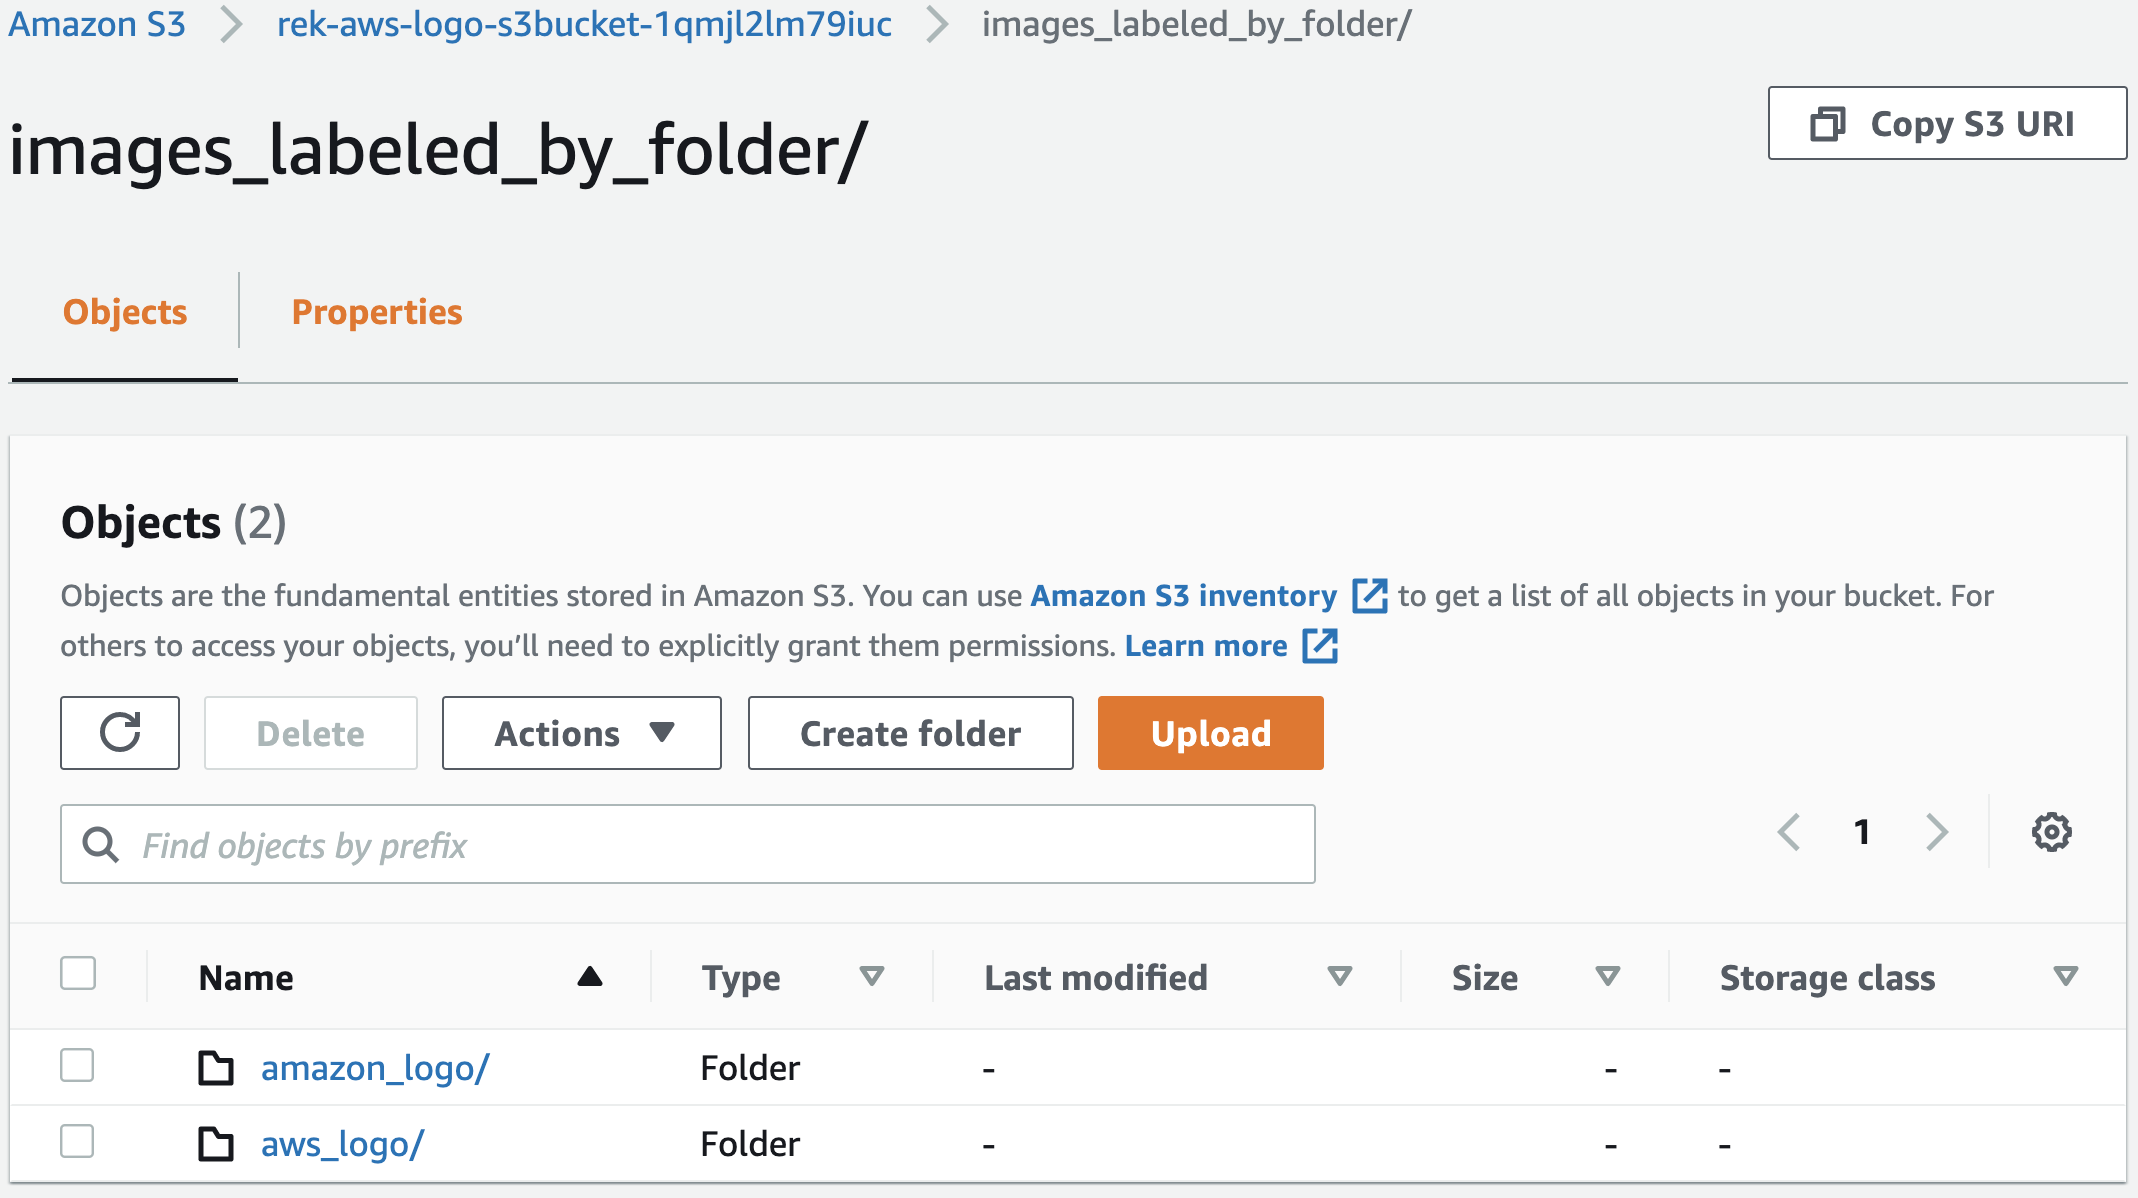 Amazon S3 rek-aws-logo-s3bucket-1qmjl2lm79iuc images_labeled_by_folder/
images_labeled_by_folder/
Copy S3 URI
Objects Properties
Objects (2)
Objects are the fundamental entities stored in Amazon S3. You can use Amazon S3 inventory to get a list of all objects in your bucket. For
others to access your objects, you’ll need to explicitly grant them permissions. Learn more
Delete Actions Create folder Upload
Find objects by prefix 1
Name Type Last modified Size Storage class
amazon_logo/ Folder - - -
aws_logo/ Folder - - -